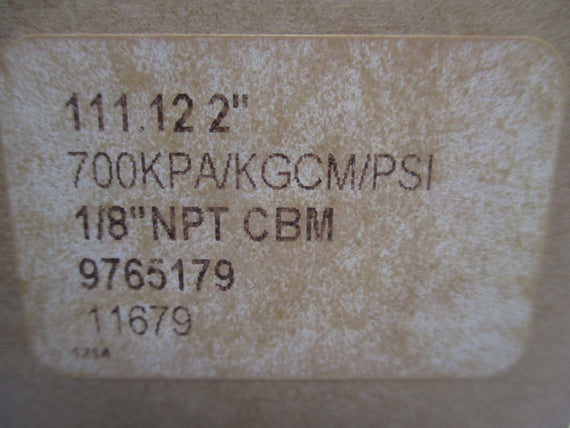 111.12 2"
700KPA/KGCM/PSI
1/8"NPT CBM
9765179
11679